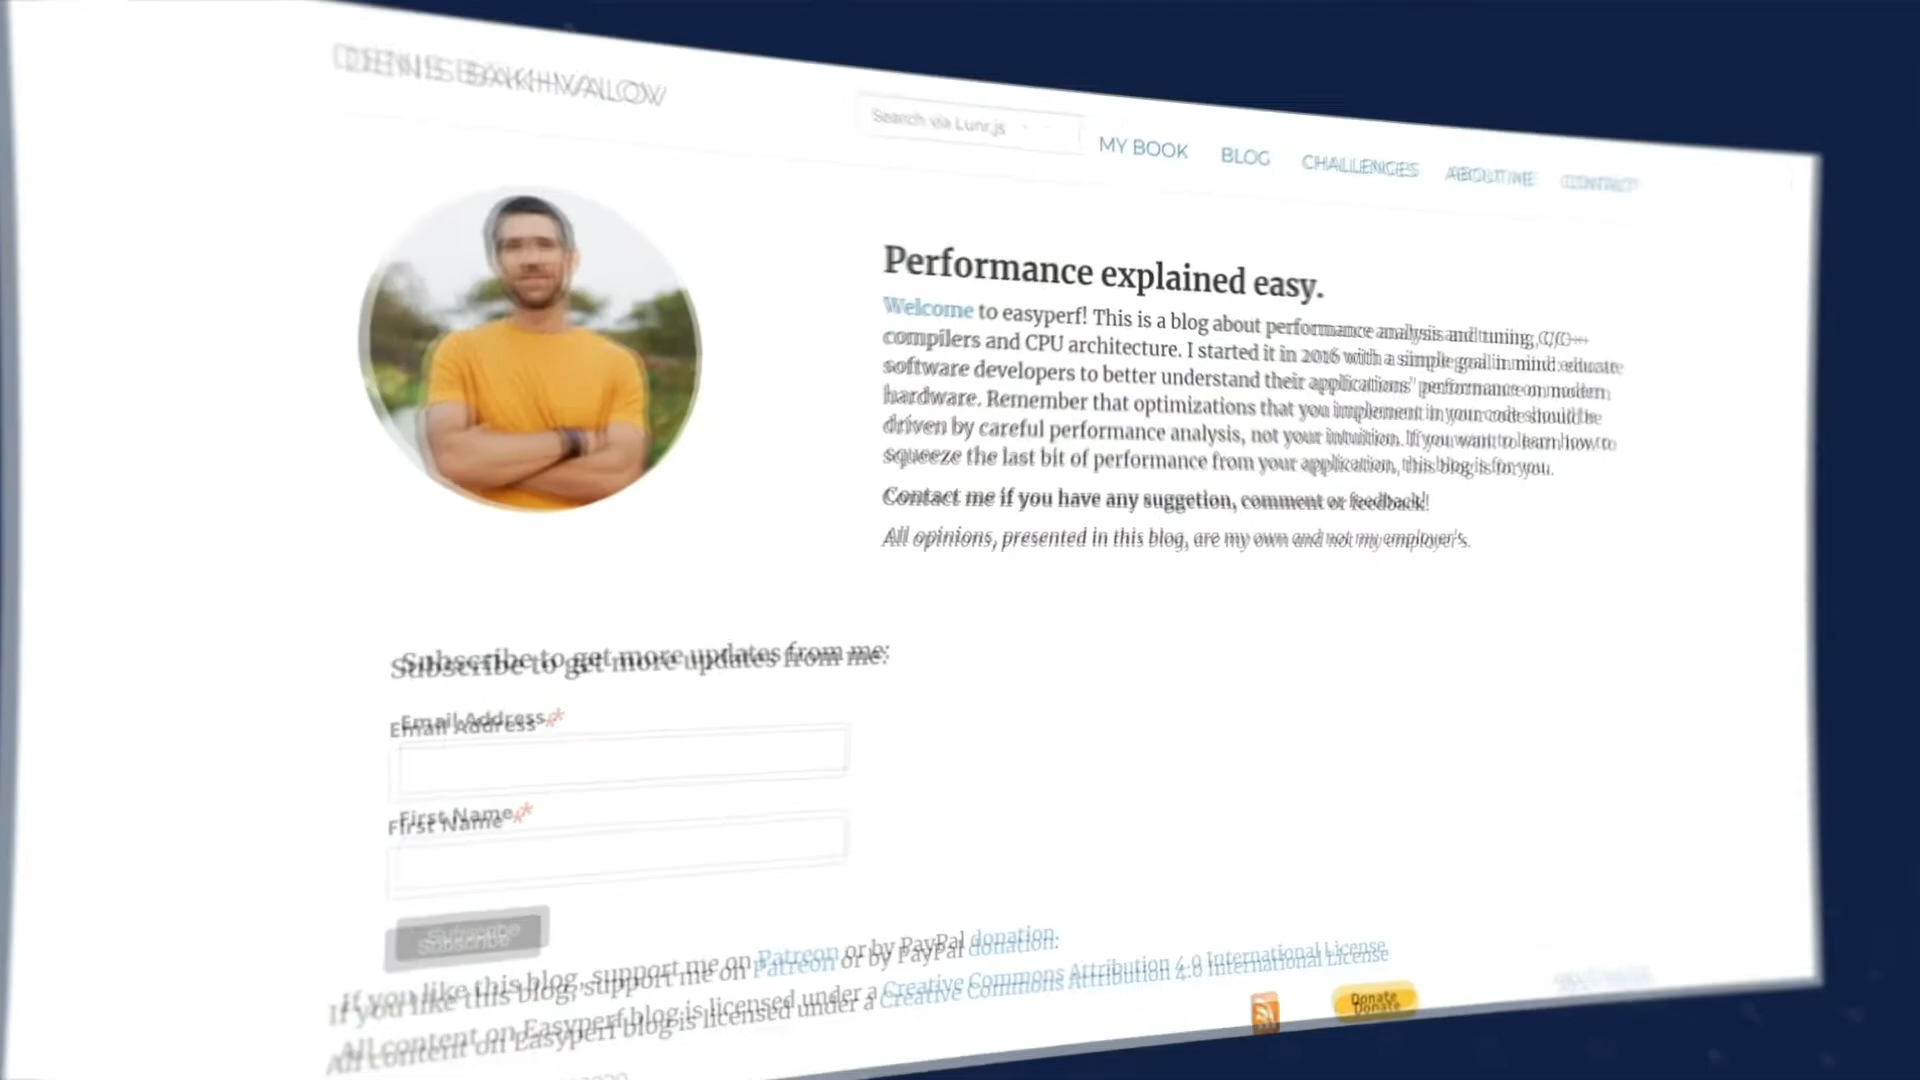 DENNIS BAKHVALOW
Search via Lunr.js
MY BOOK BLOG CHALLENGES ABOUT ME CONTACT
Performance explained easy.
Welcome to easyperf! This is a blog about performance analysis and tuning, C/C++
compilers and CPU architecture. I started it in 2016 with a simple goal in mind: educate
software developers to better understand their applications' performance on modern
hardware. Remember that optimizations that you implement in your code should be
driven by careful performance analysis, not your intuition. If you want to learn how to
squeeze the last bit of performance from your application, this blog is for you.
Contact me if you have any suggetion, comment or feedback!
All opinions, presented in this blog, are my own and not my employer's.
Subscribe to get more updates from me:
Email Address *
First Name *
Subscribe
If you like this blog, support me on Patreon or by PayPal donation.
All content on Easyperf blog is licensed under a Creative Commons Attribution 4.0 International License
Donate